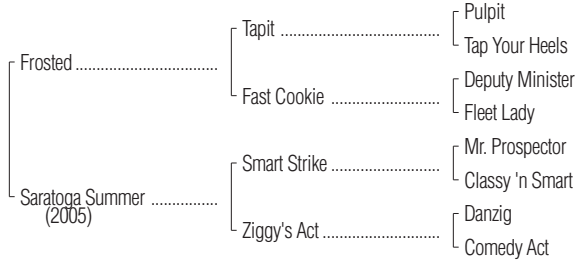 Pulpit
Tapit
Tap Your Heels
Frosted
Deputy Minister
Fast Cookie
Fleet Lady
Mr. Prospector
Smart Strike
Classy 'n Smart
Saratoga Summer
(2005)
Danzig
Ziggy's Act
Comedy Act